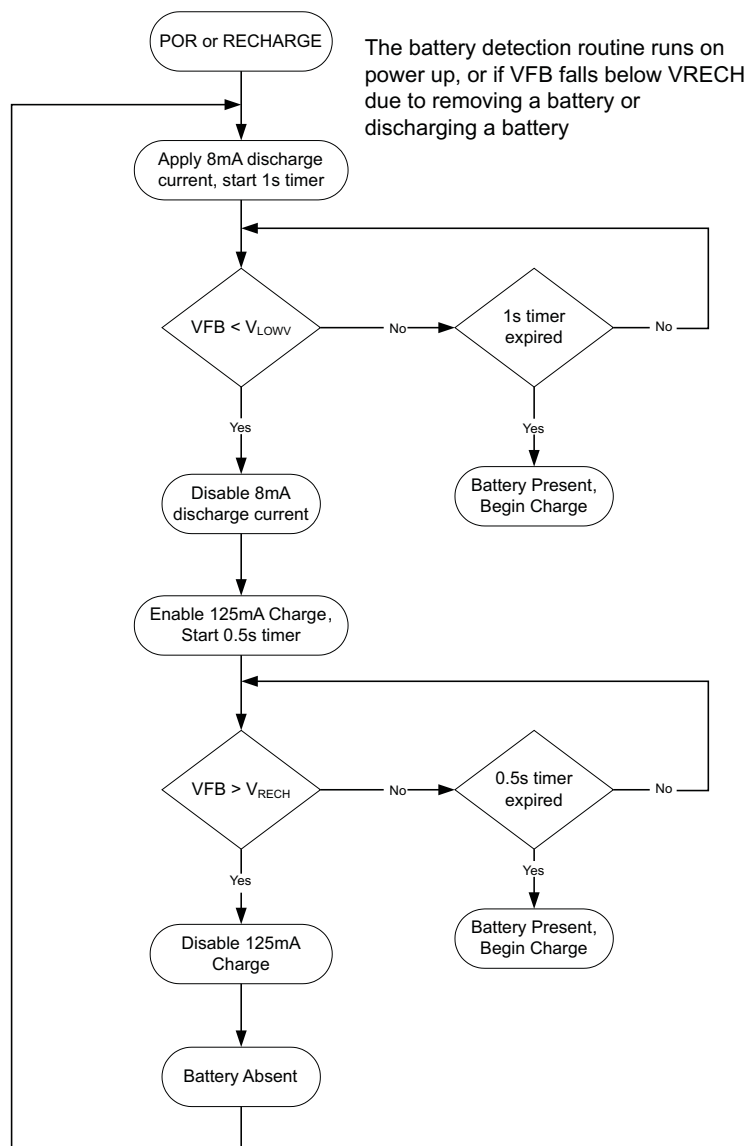 POR or RECHARGE
The battery detection routine runs on
power up, or if VFB falls below VRECH
due to removing a battery or
discharging a battery
Apply 8mA discharge
current, start 1s timer
VFB < VLOWV
No
1s timer
expired
No
Yes
Yes
Disable 8mA
discharge current
Battery Present,
Begin Charge
Enable 125mA Charge,
Start 0.5s timer
VFB > VRECH
No
0.5s timer
expired
No
Yes
Yes
Disable 125mA
Charge
Battery Present,
Begin Charge
Battery Absent